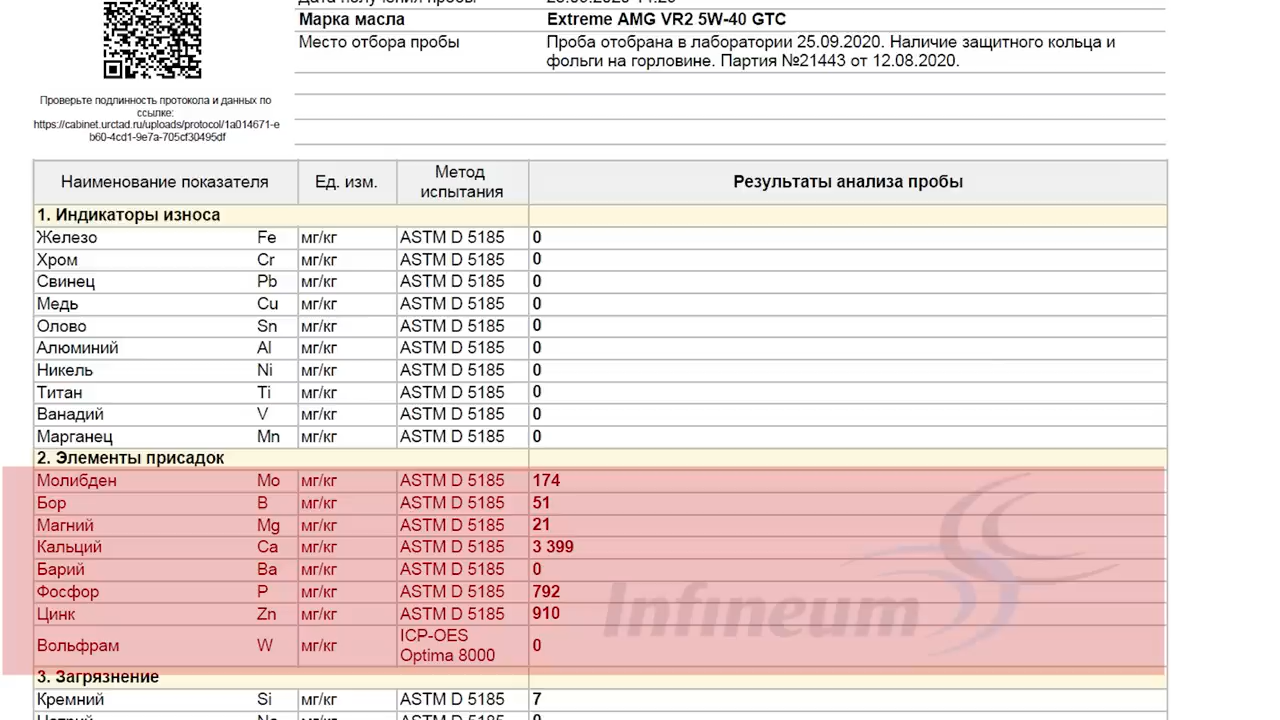 Марка масла Extreme AMG VR2 5W-40 GTC
Место отбора пробы Проба отобрана в лаборатории 25.09.2020. Наличие защитного кольца и
фольги на горловине. Партия №21443 от 12.08.2020.
Проверьте подлинность протокола и данных по
ссылке:
https://cabinet.urctad.ru/uploads/protocol/1a014671-e
b60-4cd1-9e7a-705cf30495df
Наименование показателя Ед. изм. Метод испытания Результаты анализа пробы
1. Индикаторы износа
Железо Fe мг/кг ASTM D 5185 0
Хром Cr мг/кг ASTM D 5185 0
Свинец Pb мг/кг ASTM D 5185 0
Медь Cu мг/кг ASTM D 5185 0
Олово Sn мг/кг ASTM D 5185 0
Алюминий Al мг/кг ASTM D 5185 0
Никель Ni мг/кг ASTM D 5185 0
Титан Ti мг/кг ASTM D 5185 0
Ванадий V мг/кг ASTM D 5185 0
Марганец Mn мг/кг ASTM D 5185 0
2. Элементы присадок
Молибден Mo мг/кг ASTM D 5185 174
Бор B мг/кг ASTM D 5185 51
Магний Mg мг/кг ASTM D 5185 21
Кальций Ca мг/кг ASTM D 5185 3 399
Барий Ba мг/кг ASTM D 5185 0
Фосфор P мг/кг ASTM D 5185 792
Цинк Zn мг/кг ASTM D 5185 910
Вольфрам W мг/кг ICP-OES Optima 8000 0
Infineum
3. Загрязнение
Кремний Si мг/кг ASTM D 5185 7